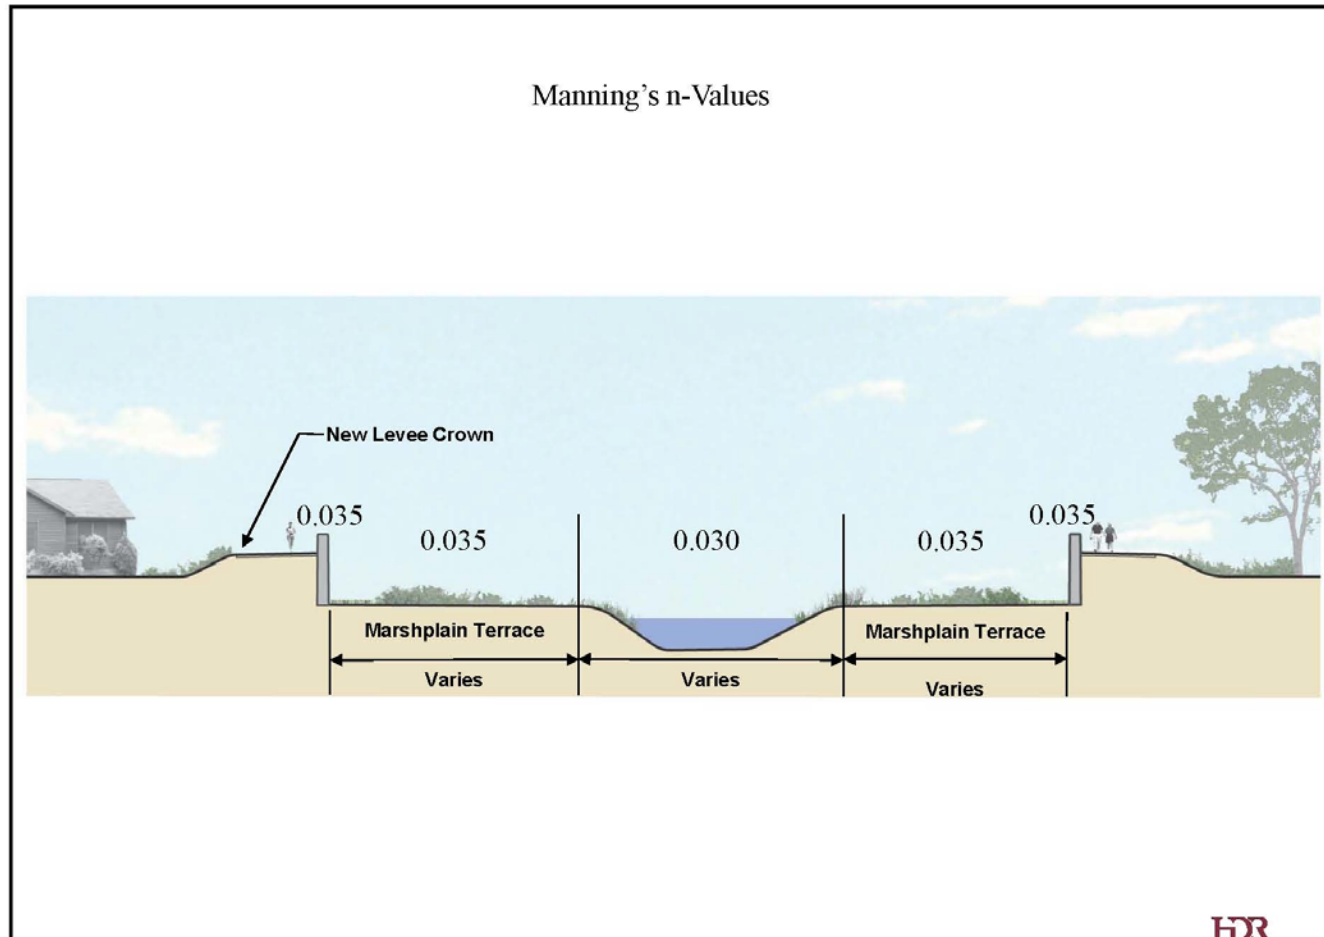 Manning’s n-Values
New Levee Crown
0.035
0.035
0.030
0.035
0.035
Marshplain Terrace
Marshplain Terrace
Varies
Varies
Varies
HDR